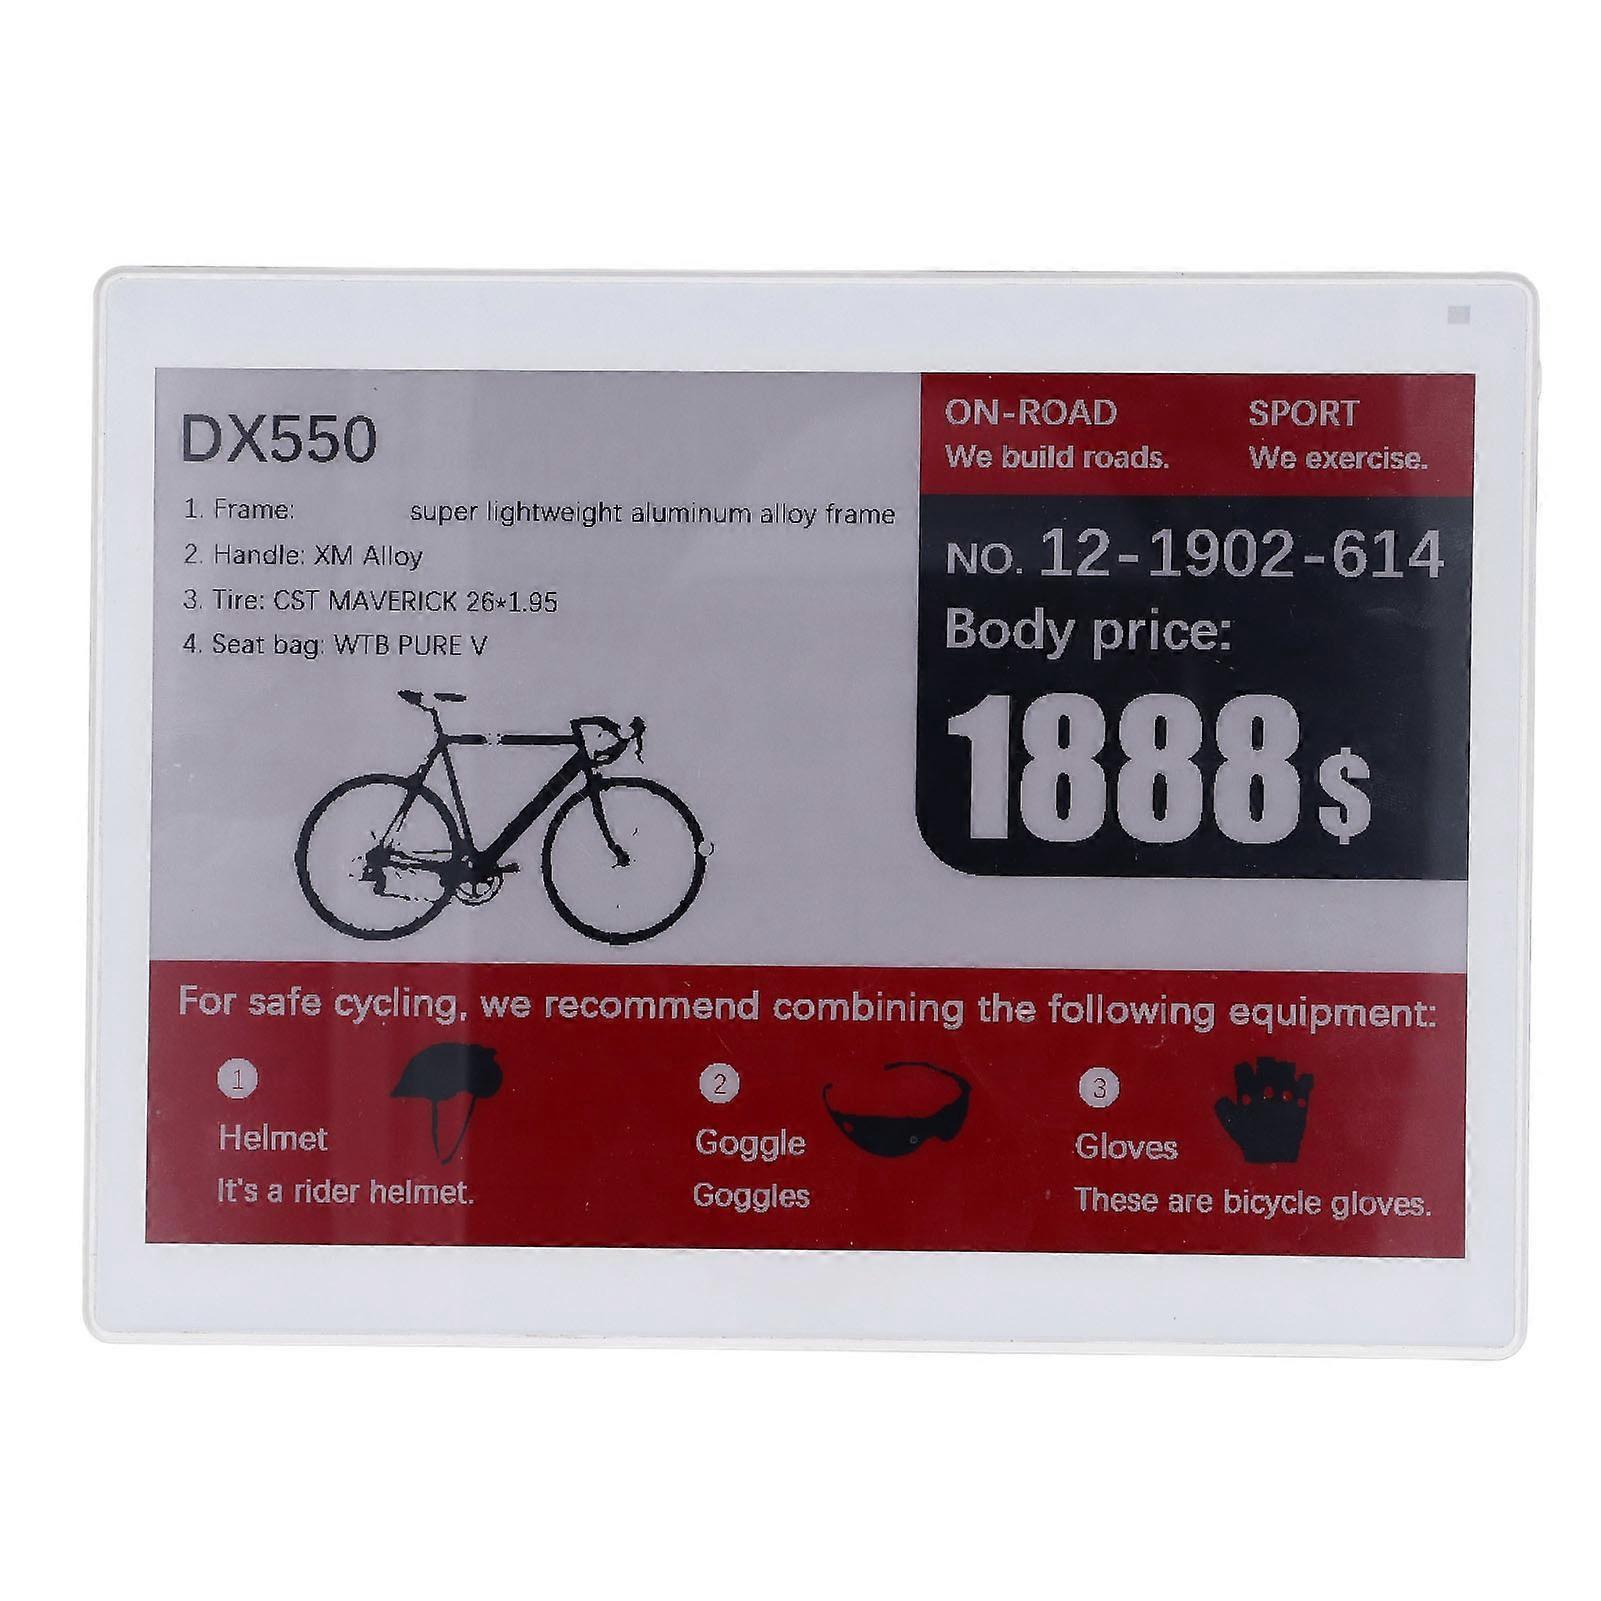 DX550
1. Frame: super lightweight aluminum alloy frame
2. Handle: XM Alloy
3. Tire: CST MAVERICK 26*1.95
4. Seat bag: WTB PURE V
ON-ROAD SPORT
We build roads. We exercise.
NO. 12-1902-614
Body price:
1888$
For safe cycling, we recommend combining the following equipment:
1 2 3
Helmet Goggle Gloves
It's a rider helmet. Goggles These are bicycle gloves.